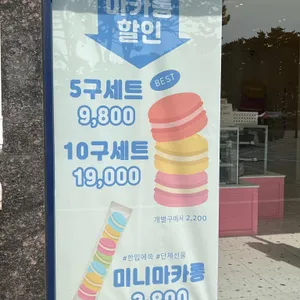 마카롱
할인
BEST
5구세트
9,800
10구세트
19,000
개별구매시 2,200
#한입에쏙 #단체선물
미니마카롱
2,800